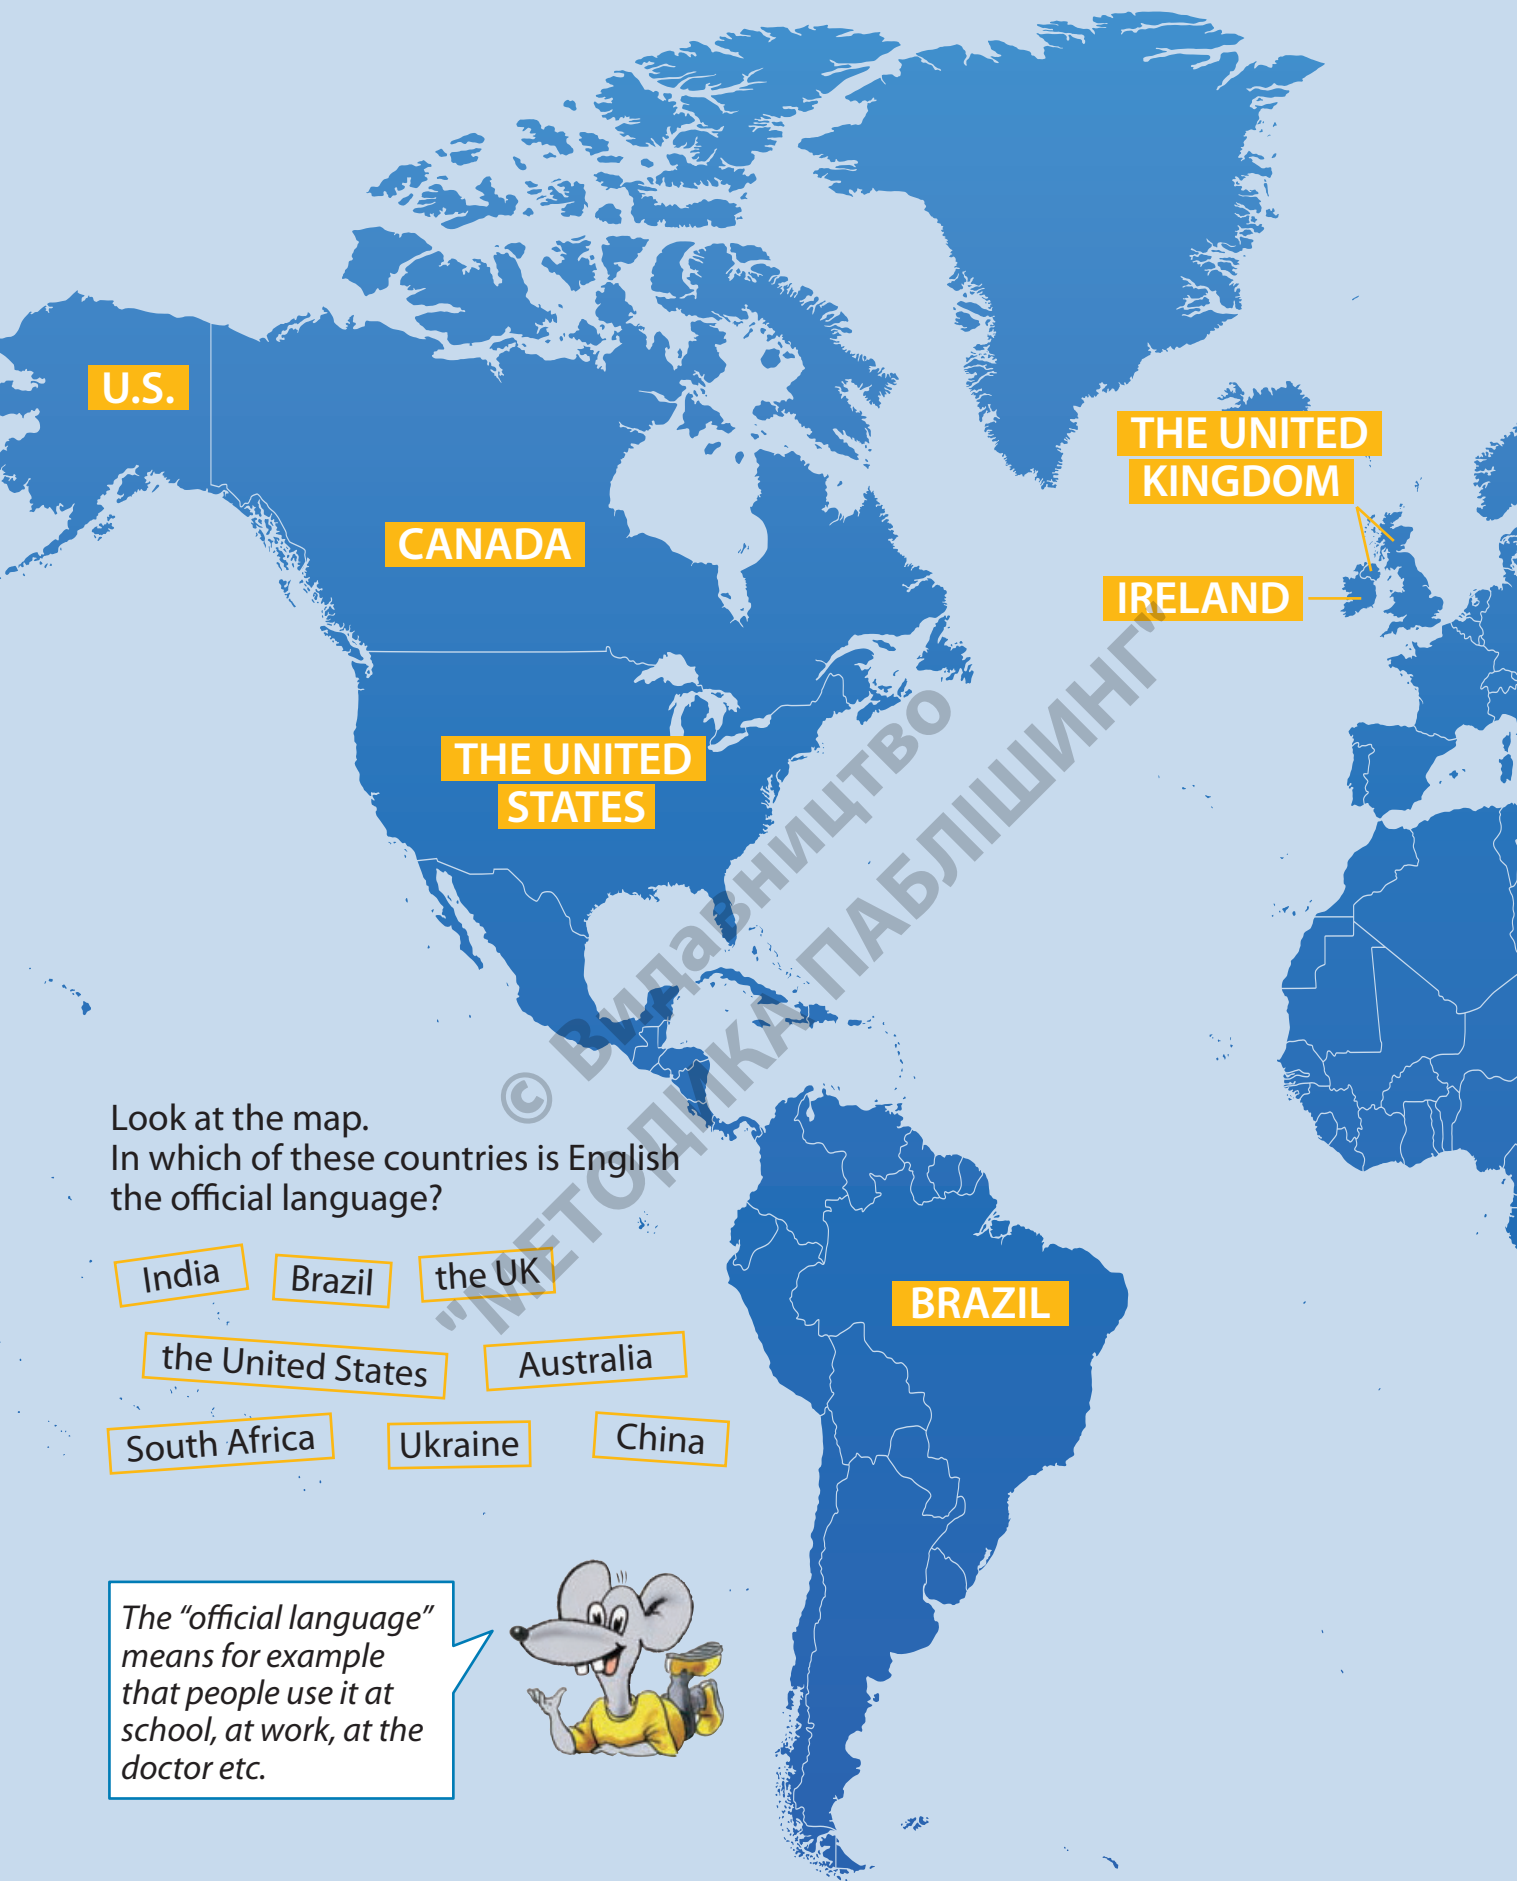 U.S.
CANADA
THE UNITED
KINGDOM
IRELAND
THE UNITED
STATES
BRAZIL
Look at the map.
In which of these countries is English
the official language?
India
Brazil
the UK
the United States
Australia
South Africa
Ukraine
China
The “official language”
means for example
that people use it at
school, at work, at the
doctor etc.
© Видавництво
"МЕТОДИКА ПАБЛІШИНГ"